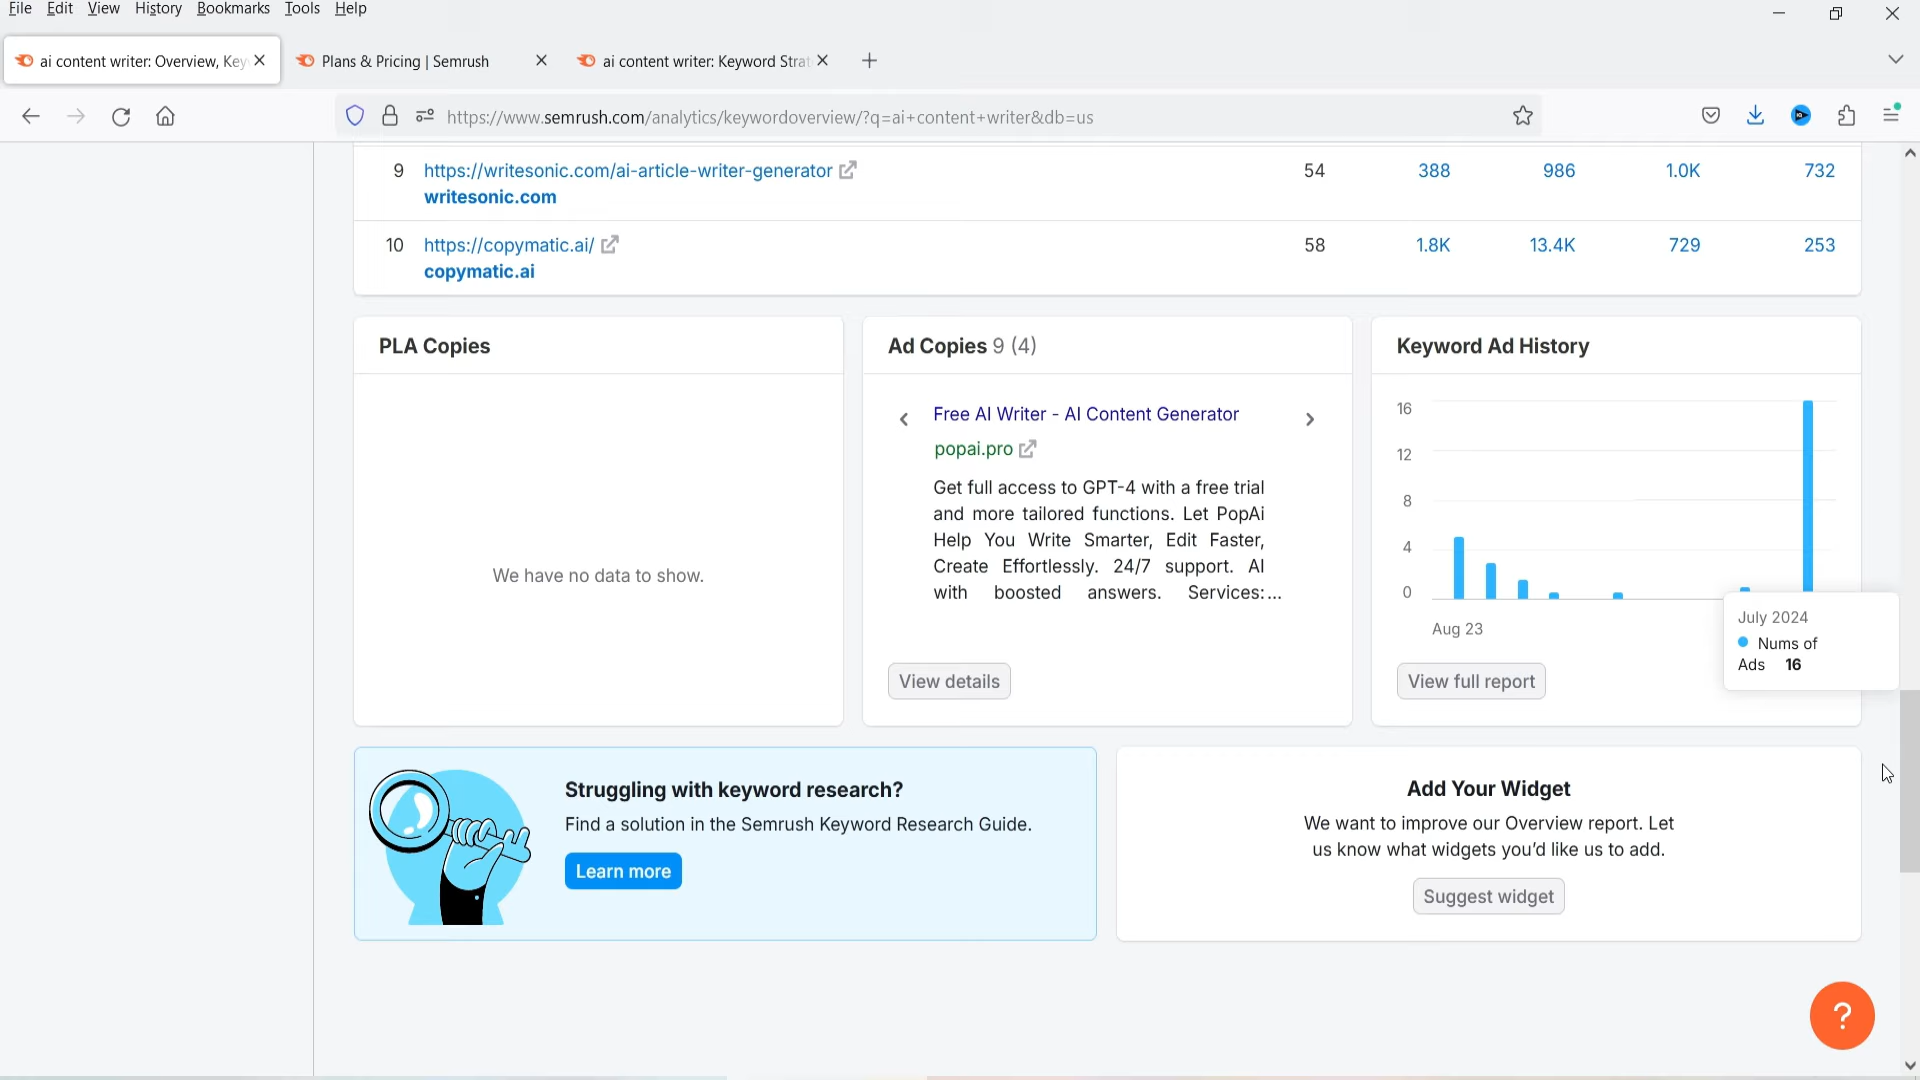 File Edit View History Bookmarks Tools Help
ai content writer: Overview, Key
Plans & Pricing | Semrush
ai content writer: Keyword Strat
https://www.semrush.com/analytics/keywordoverview/?q=ai+content+writer&db=us
9 https://writesonic.com/ai-article-writer-generator 54 388 986 1.0K 732
writesonic.com
10 https://copymatic.ai/ 58 1.8K 13.4K 729 253
copymatic.ai
PLA Copies
We have no data to show.
Ad Copies 9 (4)
Free AI Writer - AI Content Generator
popai.pro
Get full access to GPT-4 with a free trial
and more tailored functions. Let PopAi
Help You Write Smarter, Edit Faster,
Create Effortlessly. 24/7 support. AI
with boosted answers. Services:...
View details
Keyword Ad History
16
12
8
4
0
Aug 23
July 2024
Nums of
Ads 16
View full report
Struggling with keyword research?
Find a solution in the Semrush Keyword Research Guide.
Learn more
Add Your Widget
We want to improve our Overview report. Let
us know what widgets you'd like us to add.
Suggest widget
?